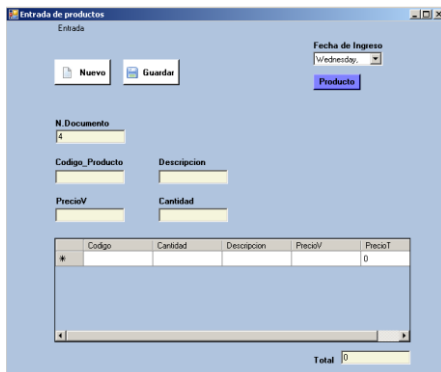 Entrada de productos
Entrada
Fecha de Ingreso
Wednesday,
Nuevo Guardar
Producto
N.Documento
4
Codigo_Producto Descripcion
PrecioV Cantidad
Codigo Cantidad Descripcion PrecioV PrecioT
0
Total 0